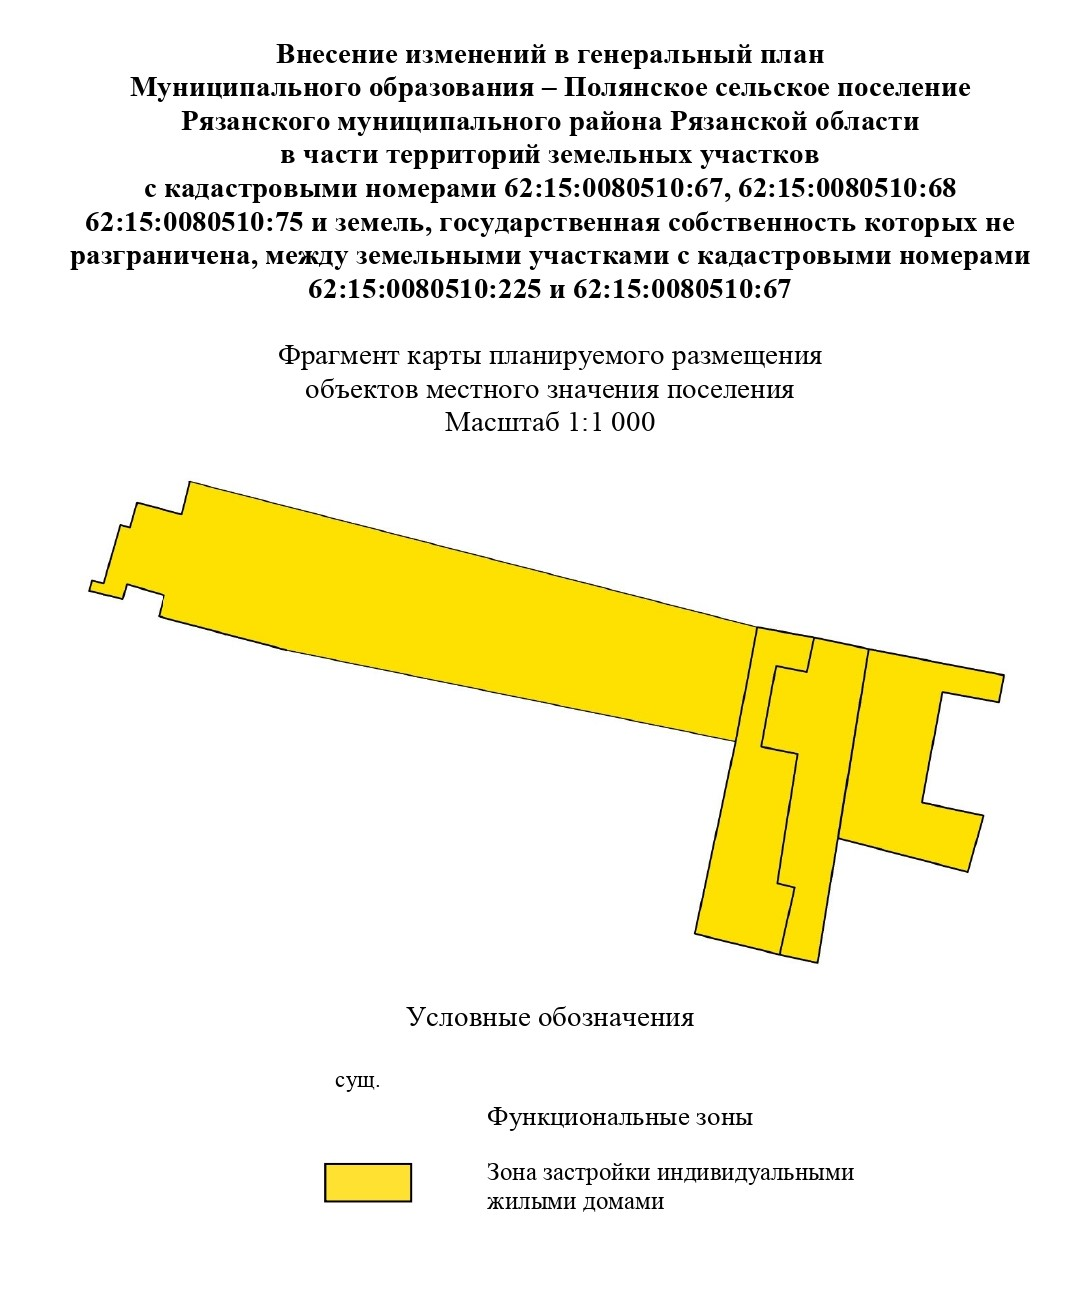 Внесение изменений в генеральный план
Муниципального образования – Полянское сельское поселение
Рязанского муниципального района Рязанской области
в части территорий земельных участков
с кадастровыми номерами 62:15:0080510:67, 62:15:0080510:68
62:15:0080510:75 и земель, государственная собственность которых не
разграничена, между земельными участками с кадастровыми номерами
62:15:0080510:225 и 62:15:0080510:67
Фрагмент карты планируемого размещения
объектов местного значения поселения
Масштаб 1:1 000
Условные обозначения
сущ.
Функциональные зоны
Зона застройки индивидуальными
жилыми домами